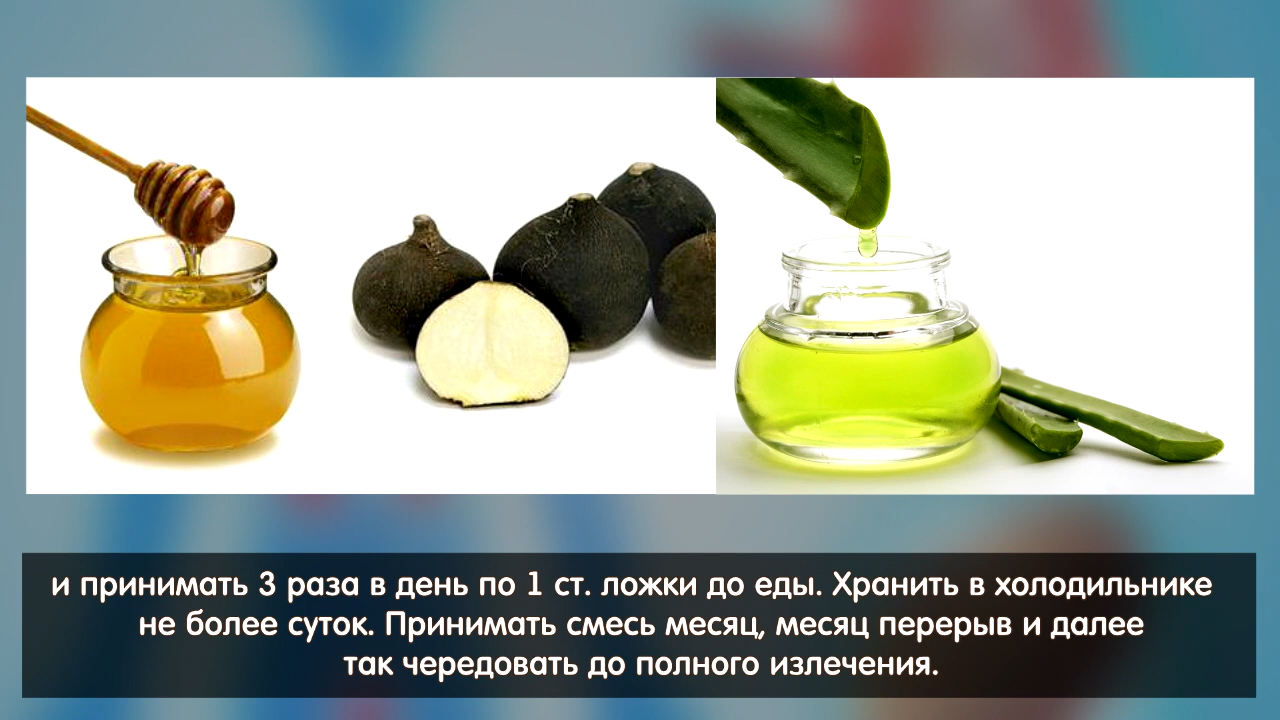 и принимать 3 раза в день по 1 ст. ложки до еды. Хранить в холодильнике
не более суток. Принимать смесь месяц, месяц перерыв и далее
так чередовать до полного излечения.